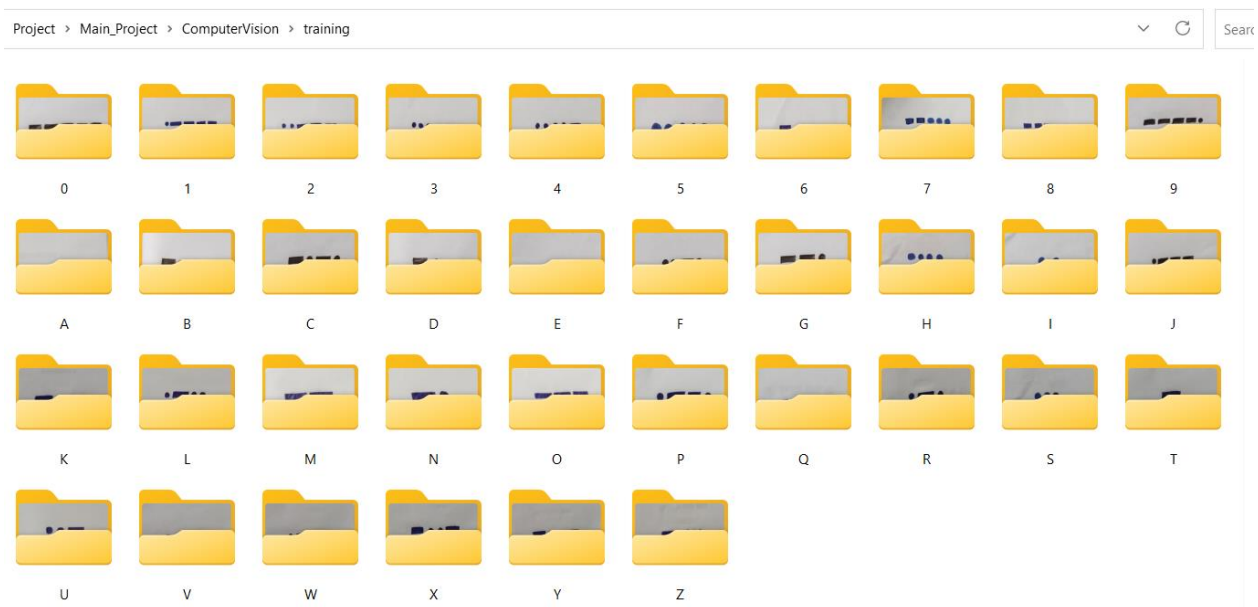 Project > Main_Project > ComputerVision > training
Searc
0 1 2 3 4 5 6 7 8 9
A B C D E F G H I J
K L M N O P Q R S T
U V W X Y Z